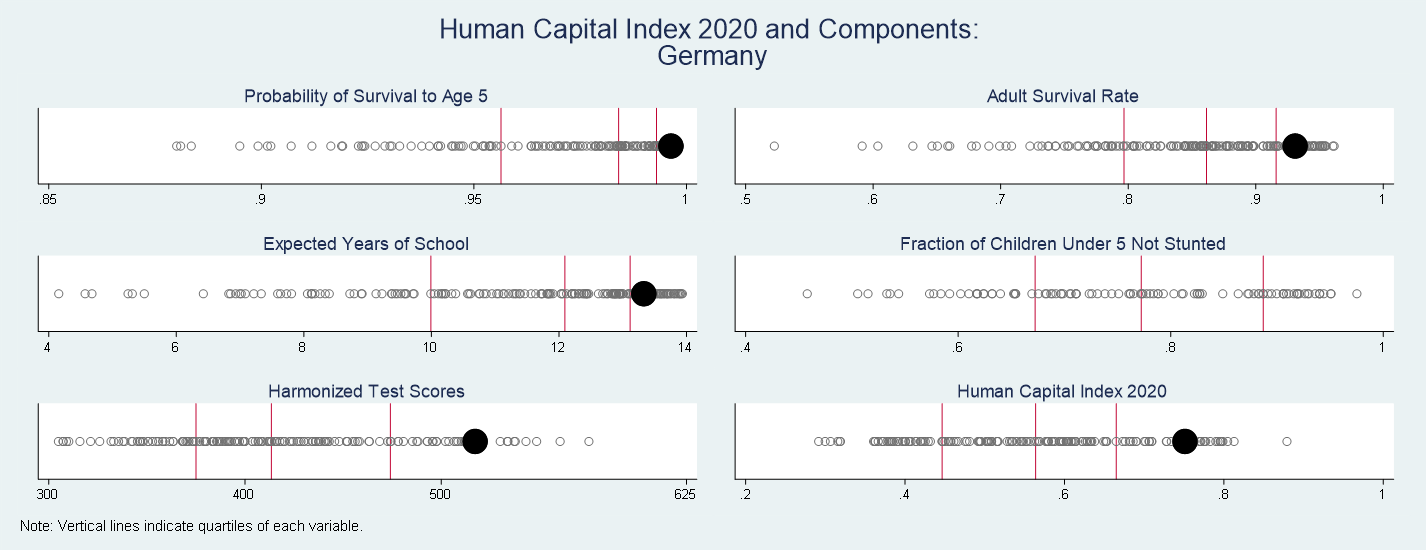 Human Capital Index 2020 and Components:
Germany
Probability of Survival to Age 5
.85 .9 .95 1
Adult Survival Rate
.5 .6 .7 .8 .9 1
Expected Years of School
4 6 8 10 12 14
Fraction of Children Under 5 Not Stunted
.4 .6 .8 1
Harmonized Test Scores
300 400 500 625
Human Capital Index 2020
.2 .4 .6 .8 1
Note: Vertical lines indicate quartiles of each variable.